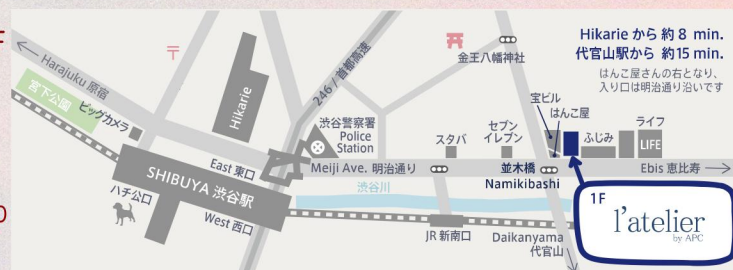 F
Hikarie から 約 8 min.
代官山駅から 約15 min.
はんこ屋さんの右となり、
入り口は明治通り沿いです
〒
金王八幡神社
246 / 首都高速
Harajuku 原宿
宮下公園
ビッグカメラ
Hikarie
渋谷警察署
Police
Station
スタバ
セブン
イレブン
宝ビル
はんこ屋
ふじみ
ライフ
LIFE
East 東口
Meiji Ave. 明治通り
並木橋
Namikibashi
Ebis 恵比寿
SHIBUYA 渋谷駅
渋谷川
ハチ公口
West 西口
JR 新南口
Daikanyama
代官山
1F
l'atelier
by APC